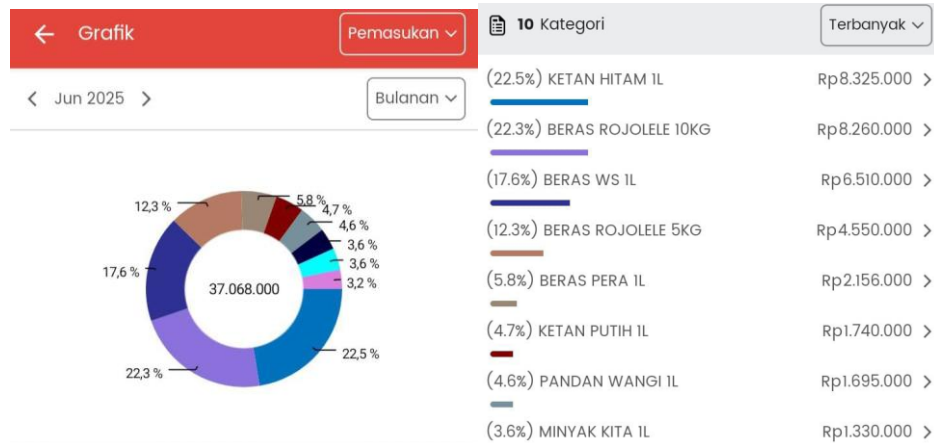 Grafik
Pemasukan
Jun 2025
Bulanan
12,3 %
5,8 %
4,7 %
4,6 %
3,6 %
3,6 %
3,2 %
17,6 %
37.068.000
22,3 %
22,5 %
10 Kategori
Terbanyak
(22.5%) KETAN HITAM 1L Rp8.325.000
(22.3%) BERAS ROJOLELE 10KG Rp8.260.000
(17.6%) BERAS WS 1L Rp6.510.000
(12.3%) BERAS ROJOLELE 5KG Rp4.550.000
(5.8%) BERAS PERA 1L Rp2.156.000
(4.7%) KETAN PUTIH 1L Rp1.740.000
(4.6%) PANDAN WANGI 1L Rp1.695.000
(3.6%) MINYAK KITA 1L Rp1.330.000